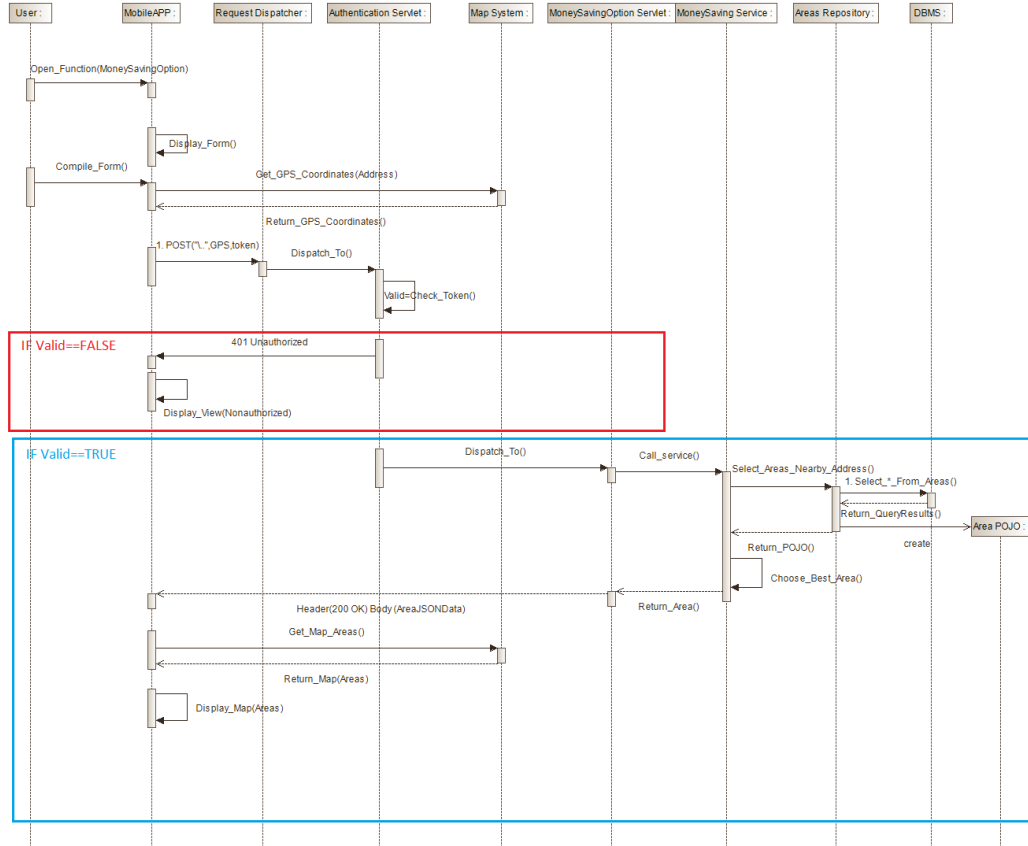 User :
MobileAPP :
Request Dispatcher :
Authentication Servlet :
Map System :
MoneySavingOption Servlet :
MoneySaving Service :
Areas Repository :
DBMS :
Open_Function(MoneySavingOption)
Display_Form()
Compile_Form()
Get_GPS_Coordinates(Address)
Return_GPS_Coordinates()
1. POST("\..",GPS,token)
Dispatch_To()
Valid=Check_Token()
IF Valid==FALSE
401 Unauthorized
Display_View(Nonauthorized)
IF Valid==TRUE
Dispatch_To()
Call_service()
Select_Areas_Nearby_Address()
1. Select_*_From_Areas()
Return_QueryResults()
Area POJO :
create
Return_POJO()
Choose_Best_Area()
Return_Area()
Header(200 OK) Body(AreaJSONData)
Get_Map_Areas()
Return_Map(Areas)
Display_Map(Areas)